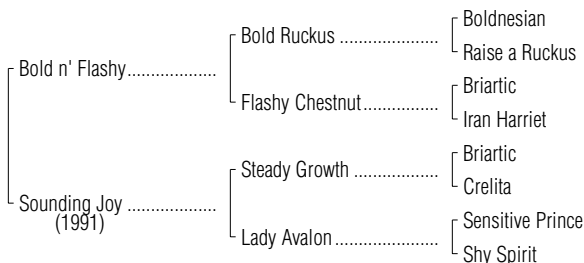 Boldnesian
Bold Ruckus ...................
Raise a Ruckus
Bold n' Flashy.................
Briartic
Flashy Chestnut..............
Iran Harriet
Briartic
Steady Growth ................
Crelita
Sounding Joy .................
(1991)
Sensitive Prince
Lady Avalon....................
Shy Spirit